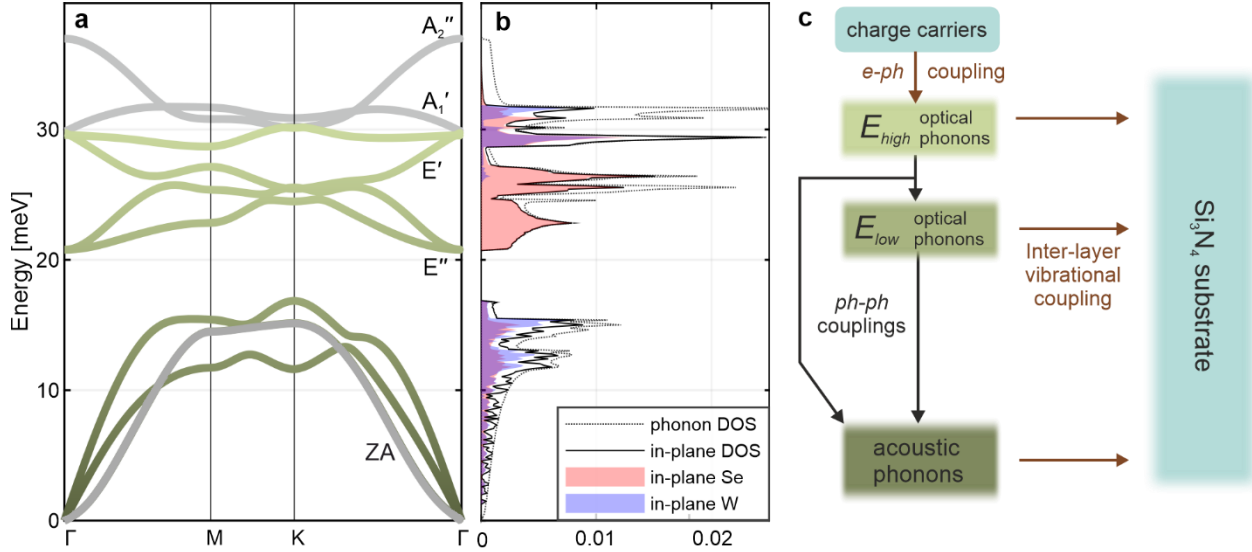 a
A₂″
A₁′
E′
E″
ZA
Energy [meV]
30
20
10
0
Γ
M
K
Γ
b
phonon DOS
in-plane DOS
in-plane Se
in-plane W
0
0.01
0.02
c
charge carriers
e-ph coupling
E_high optical
phonons
E_low optical
phonons
ph-ph
couplings
acoustic
phonons
Inter-layer
vibrational
coupling
Si₃N₄ substrate